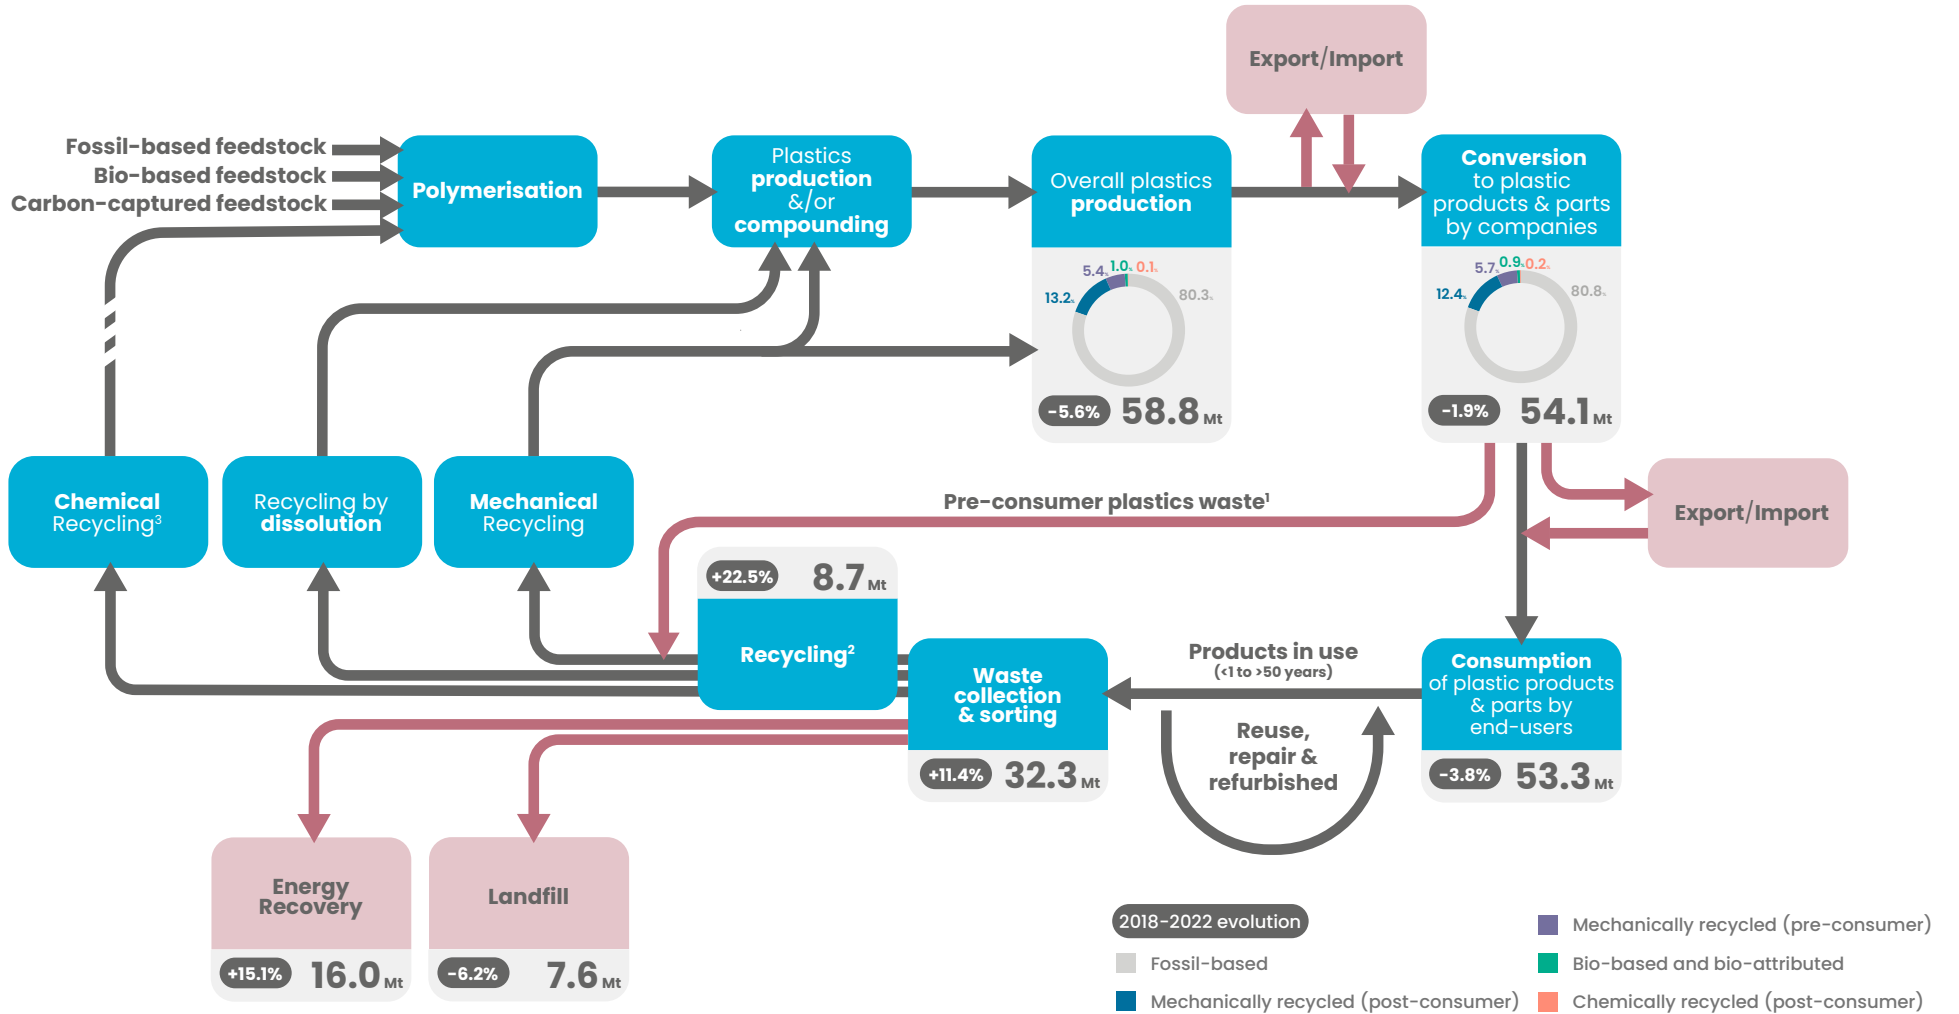 Export/Import
Fossil-based feedstock
Bio-based feedstock
Carbon-captured feedstock
Polymerisation
Plastics
production
&/or
compounding
Overall plastics
production
Conversion
to plastic
products & parts
by companies
5.4%
1.0%
0.1%
13.2%
80.3%
-5.6%
58.8 Mt
5.7%
0.9%
0.2%
12.4%
80.8%
-1.9%
54.1 Mt
Chemical
Recycling³
Recycling by
dissolution
Mechanical
Recycling
Pre-consumer plastics waste¹
Export/Import
+22.5%
8.7 Mt
Recycling²
Waste
collection
& sorting
+11.4%
32.3 Mt
Products in use
(<1 to >50 years)
Reuse,
repair &
refurbished
Consumption
of plastic products
& parts by
end-users
-3.8%
53.3 Mt
Energy
Recovery
+15.1%
16.0 Mt
Landfill
-6.2%
7.6 Mt
2018-2022 evolution
Fossil-based
Mechanically recycled (post-consumer)
Mechanically recycled (pre-consumer)
Bio-based and bio-attributed
Chemically recycled (post-consumer)